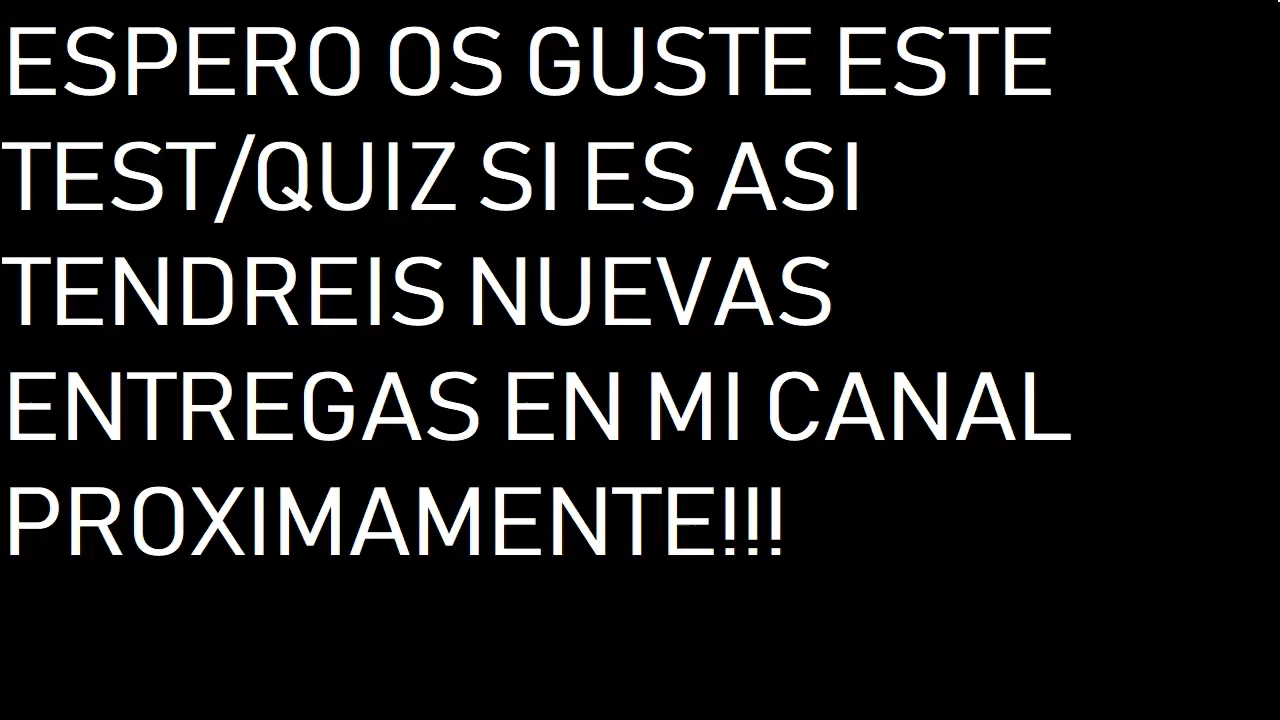 ESPERO OS GUSTE ESTE
TEST/QUIZ SI ES ASI
TENDREIS NUEVAS
ENTREGAS EN MI CANAL
PROXIMAMENTE!!!